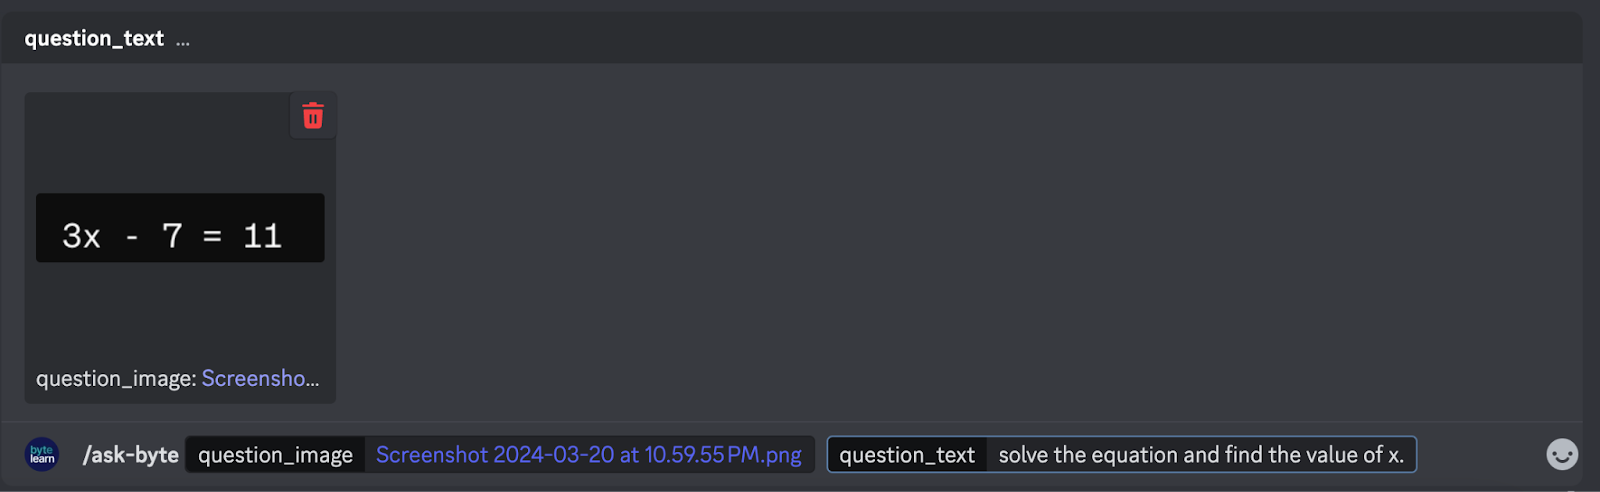 question_text ...
3x - 7 = 11
question_image: Screensho...
byte
learn
/ask-byte question_image Screenshot 2024-03-20 at 10.59.55 PM.png question_text solve the equation and find the value of x.